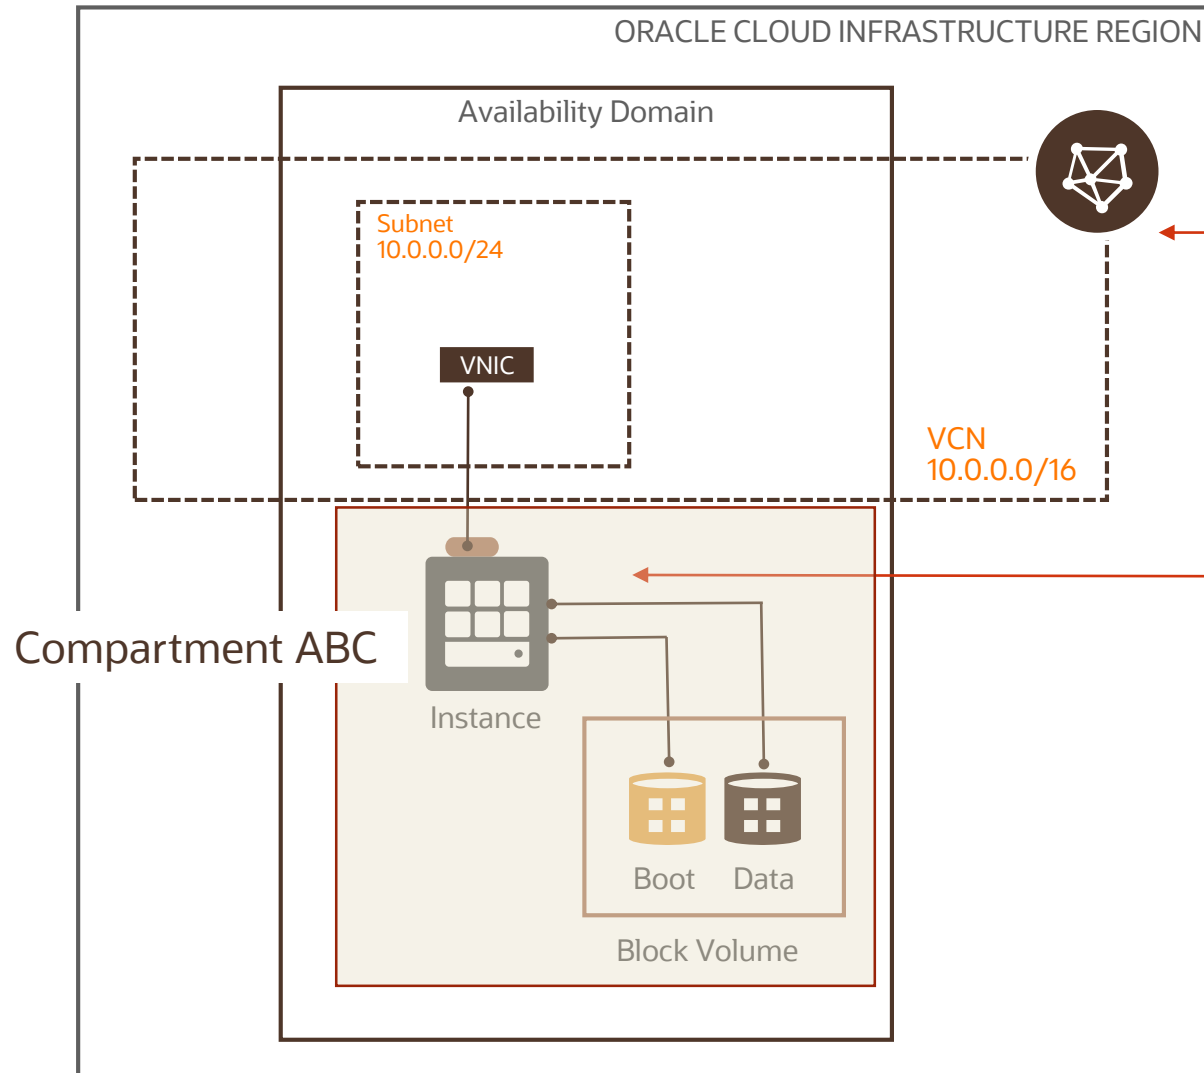 ORACLE CLOUD INFRASTRUCTURE REGION
Availability Domain
Subnet
10.0.0.0/24
VNIC
VCN
10.0.0.0/16
Compartment ABC
Instance
Boot
Data
Block Volume